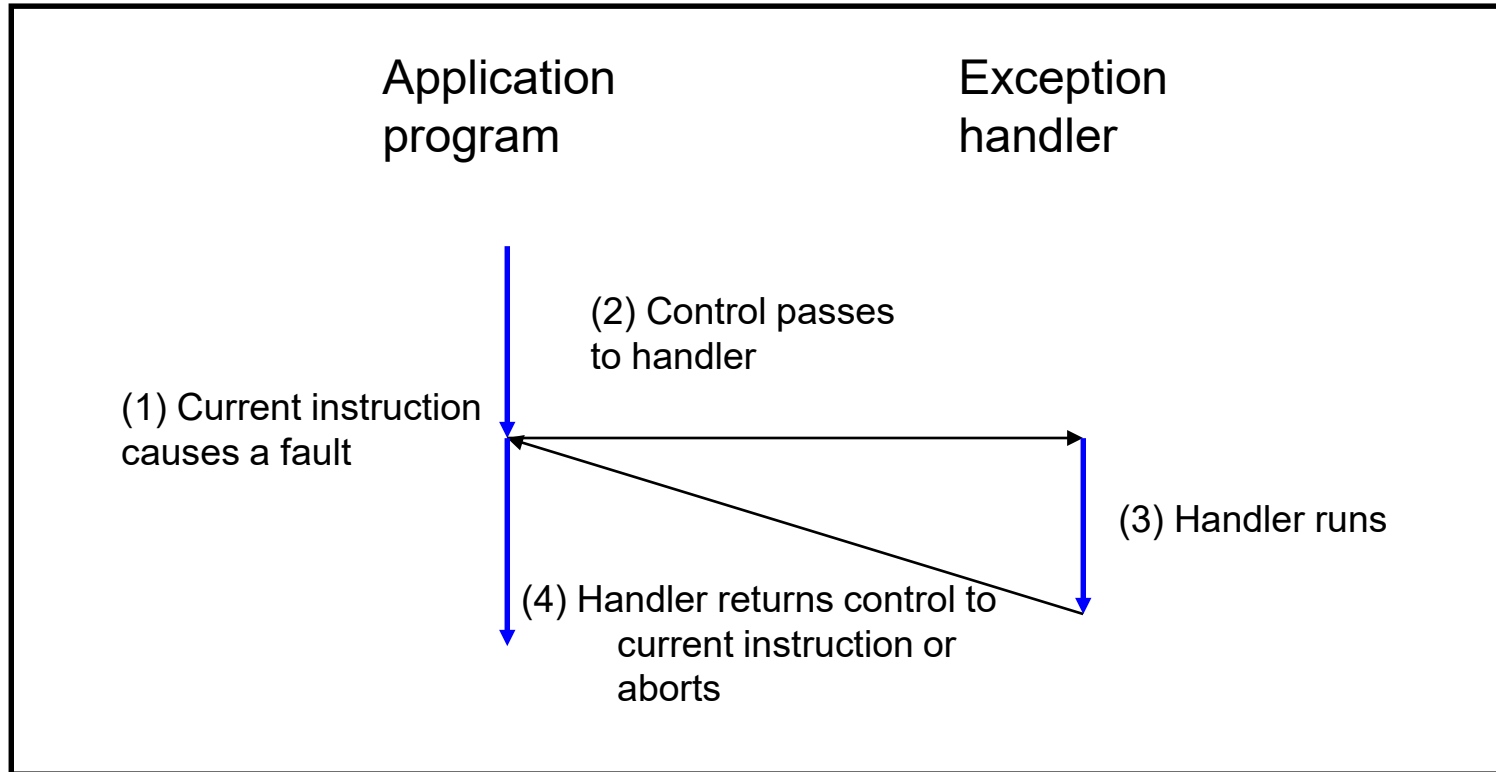 Application
program
Exception
handler
(2) Control passes
to handler
(1) Current instruction
causes a fault
(3) Handler runs
(4) Handler returns control to
current instruction or
aborts